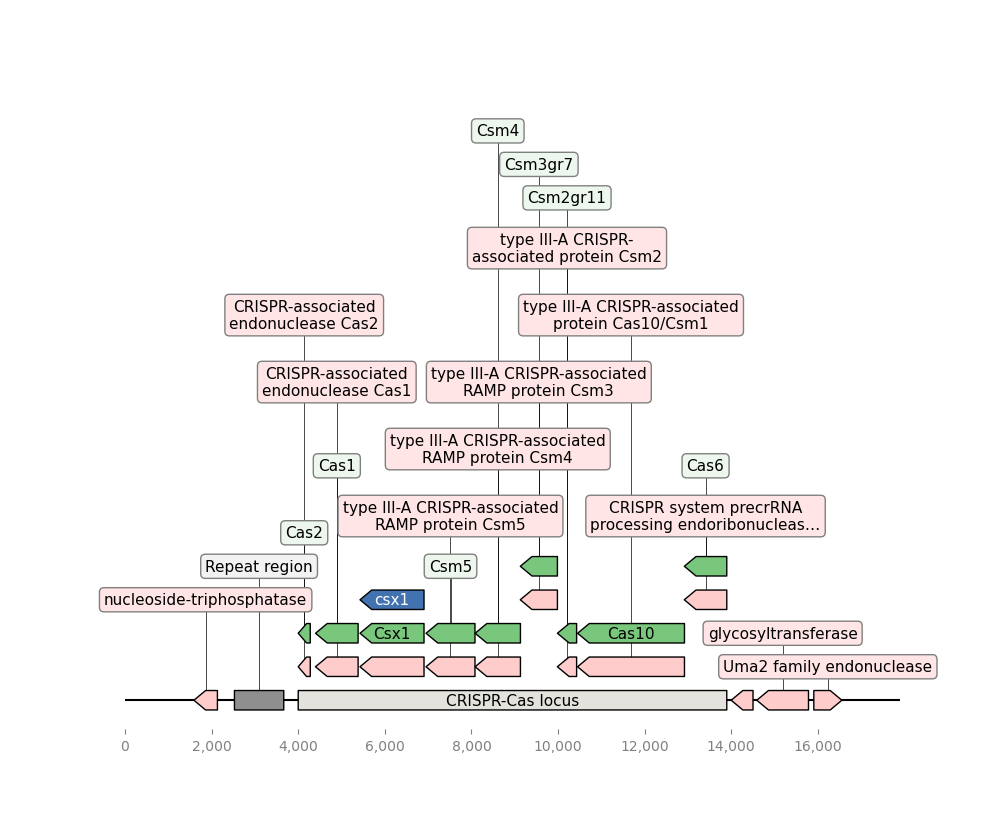 Csm4
Csm3gr7
Csm2gr11
type III-A CRISPR-
associated protein Csm2
CRISPR-associated
endonuclease Cas2
type III-A CRISPR-associated
protein Cas10/Csm1
CRISPR-associated
endonuclease Cas1
type III-A CRISPR-associated
RAMP protein Csm3
type III-A CRISPR-associated
RAMP protein Csm4
Cas1
Cas6
type III-A CRISPR-associated
RAMP protein Csm5
CRISPR system precrRNA
processing endoribonucleas…
Cas2
Repeat region
Csm5
nucleoside-triphosphatase
csx1
Csx1
Cas10
glycosyltransferase
Uma2 family endonuclease
CRISPR-Cas locus
0 2,000 4,000 6,000 8,000 10,000 12,000 14,000 16,000